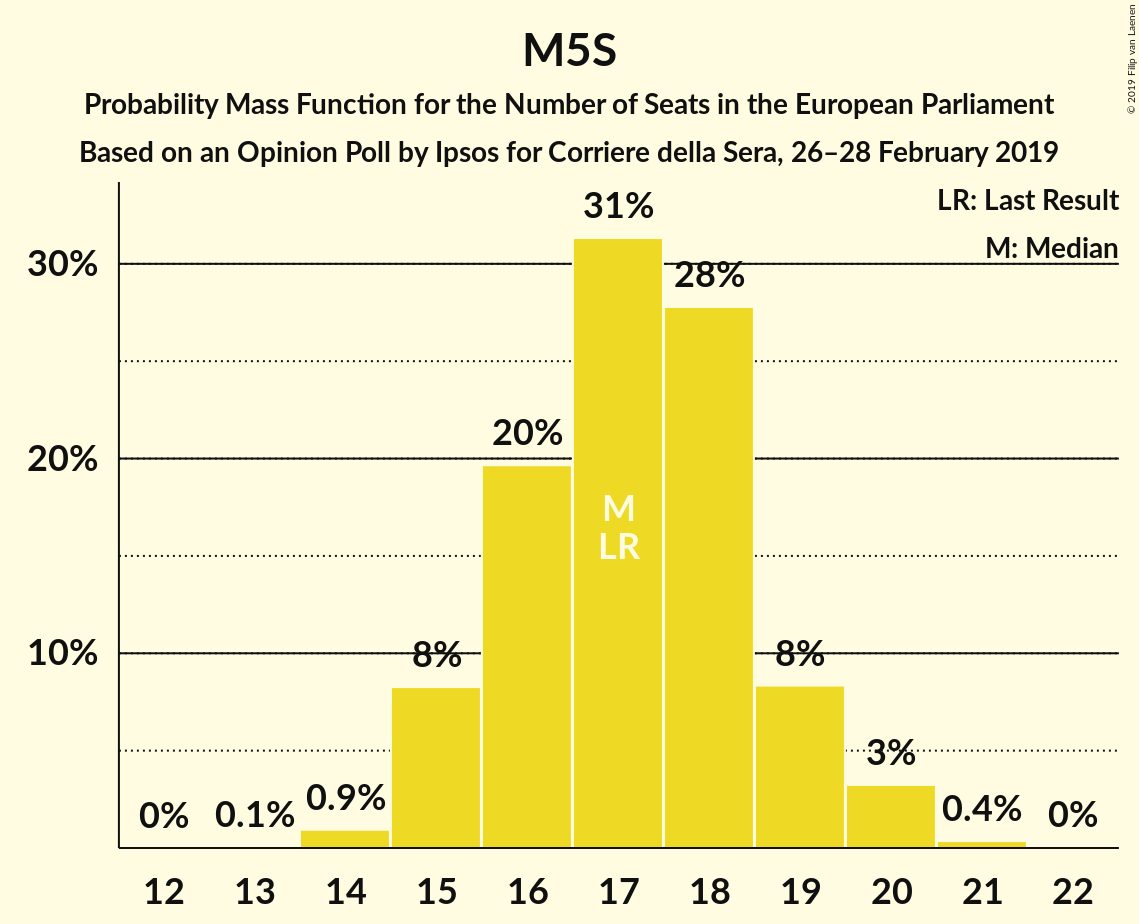 M5S
Probability Mass Function for the Number of Seats in the European Parliament
Based on an Opinion Poll by Ipsos for Corriere della Sera, 26–28 February 2019
© 2019 Filip van Laenen
LR: Last Result
M: Median
30%
20%
10%
0%
0.1%
0.9%
8%
20%
31%
28%
8%
3%
0.4%
0%
M
LR
12 13 14 15 16 17 18 19 20 21 22